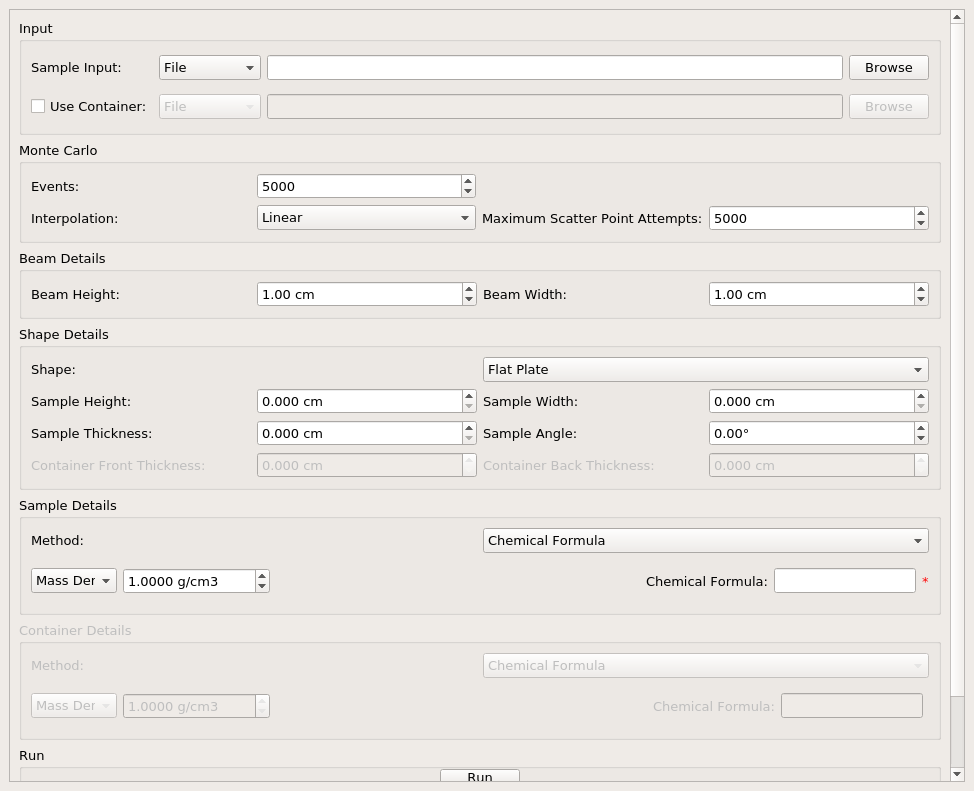 Input
Sample Input: File Browse
Use Container: File Browse
Monte Carlo
Events: 5000
Interpolation: Linear Maximum Scatter Point Attempts: 5000
Beam Details
Beam Height: 1.00 cm Beam Width: 1.00 cm
Shape Details
Shape: Flat Plate
Sample Height: 0.000 cm Sample Width: 0.000 cm
Sample Thickness: 0.000 cm Sample Angle: 0.00°
Container Front Thickness: 0.000 cm Container Back Thickness: 0.000 cm
Sample Details
Method: Chemical Formula
Mass Der 1.0000 g/cm3 Chemical Formula: *
Container Details
Method: Chemical Formula
Mass Der 1.0000 g/cm3 Chemical Formula:
Run
Run